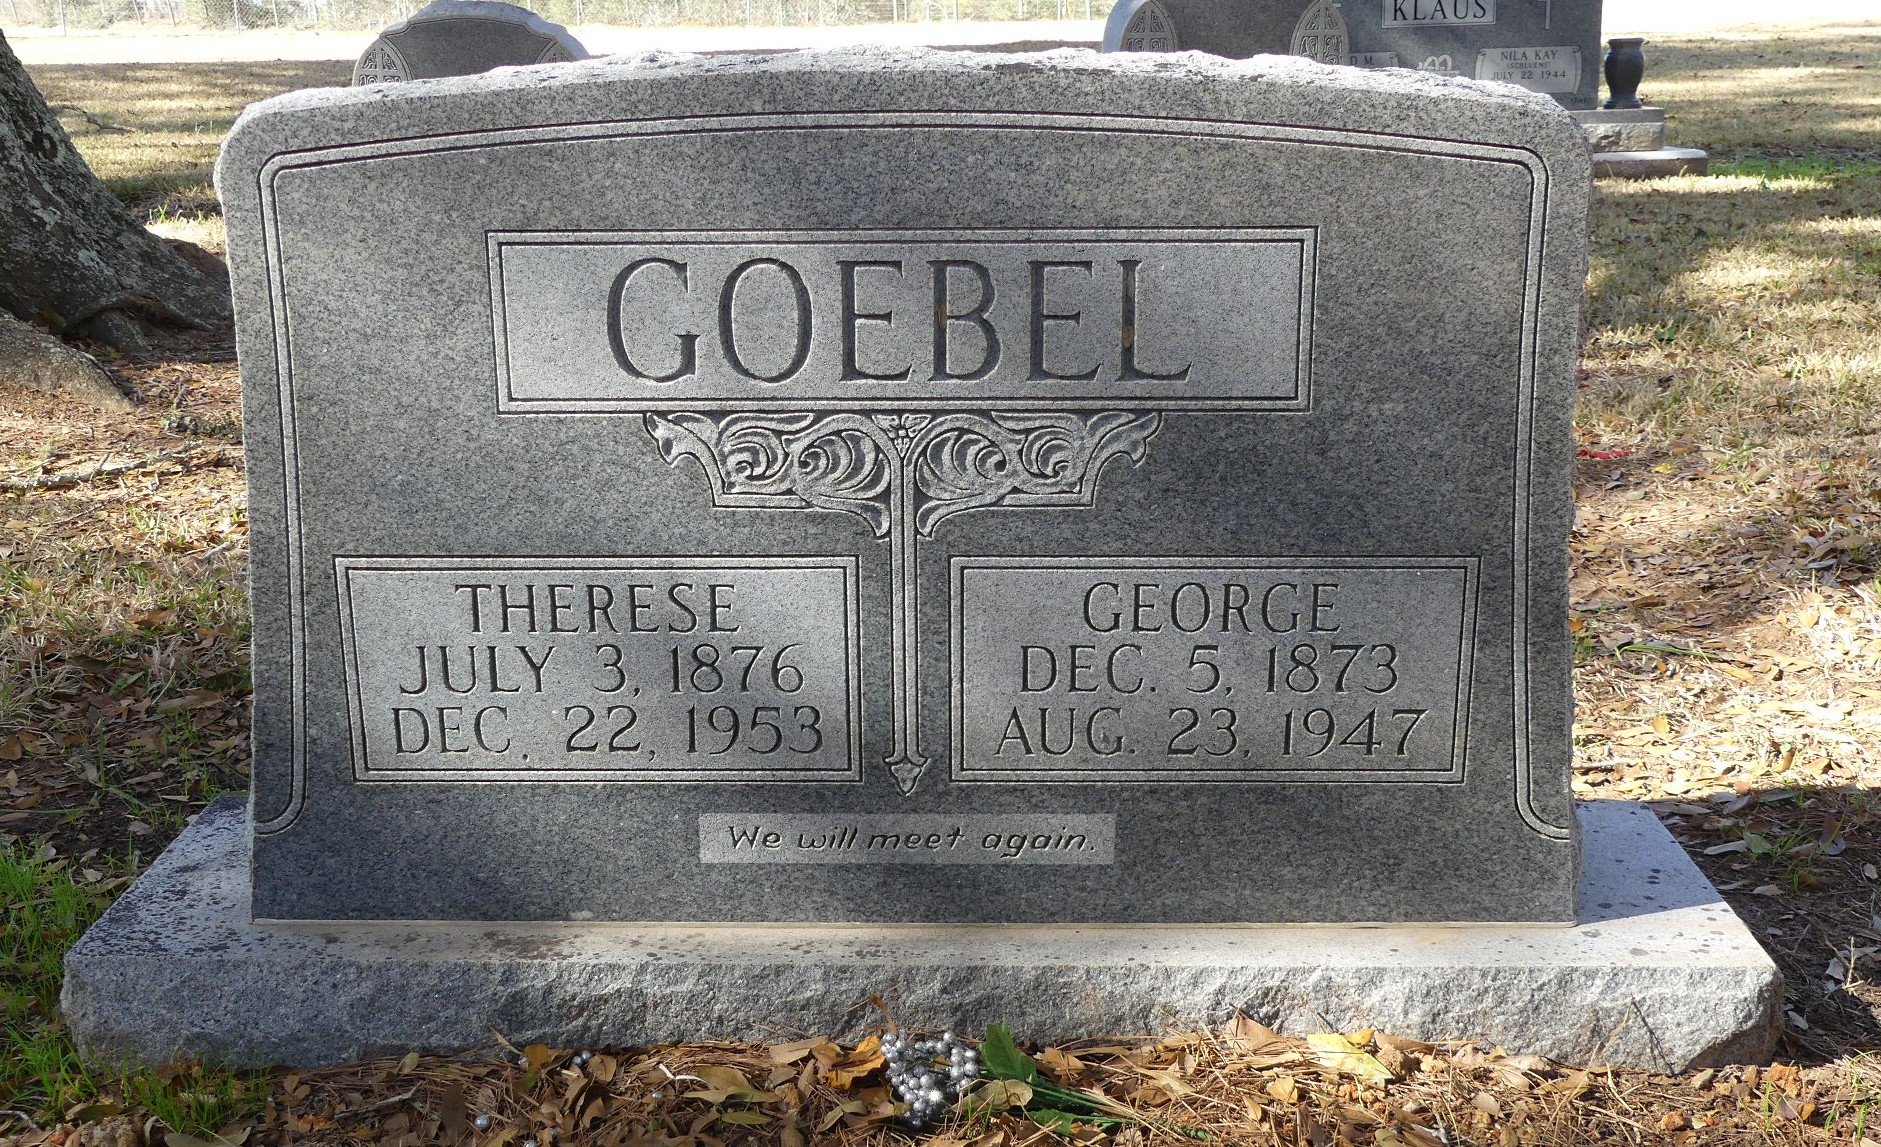 KLAUS
NILA KAY
(SCHLUENS)
JULY 22 1944
GOEBEL
THERESE
JULY 3, 1876
DEC. 22, 1953
GEORGE
DEC. 5, 1873
AUG. 23, 1947
We will meet again.